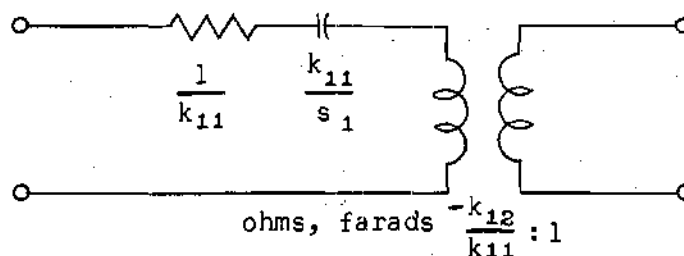 1/k₁₁
k₁₁/s₁
ohms, farads -k₁₂/k₁₁ : 1